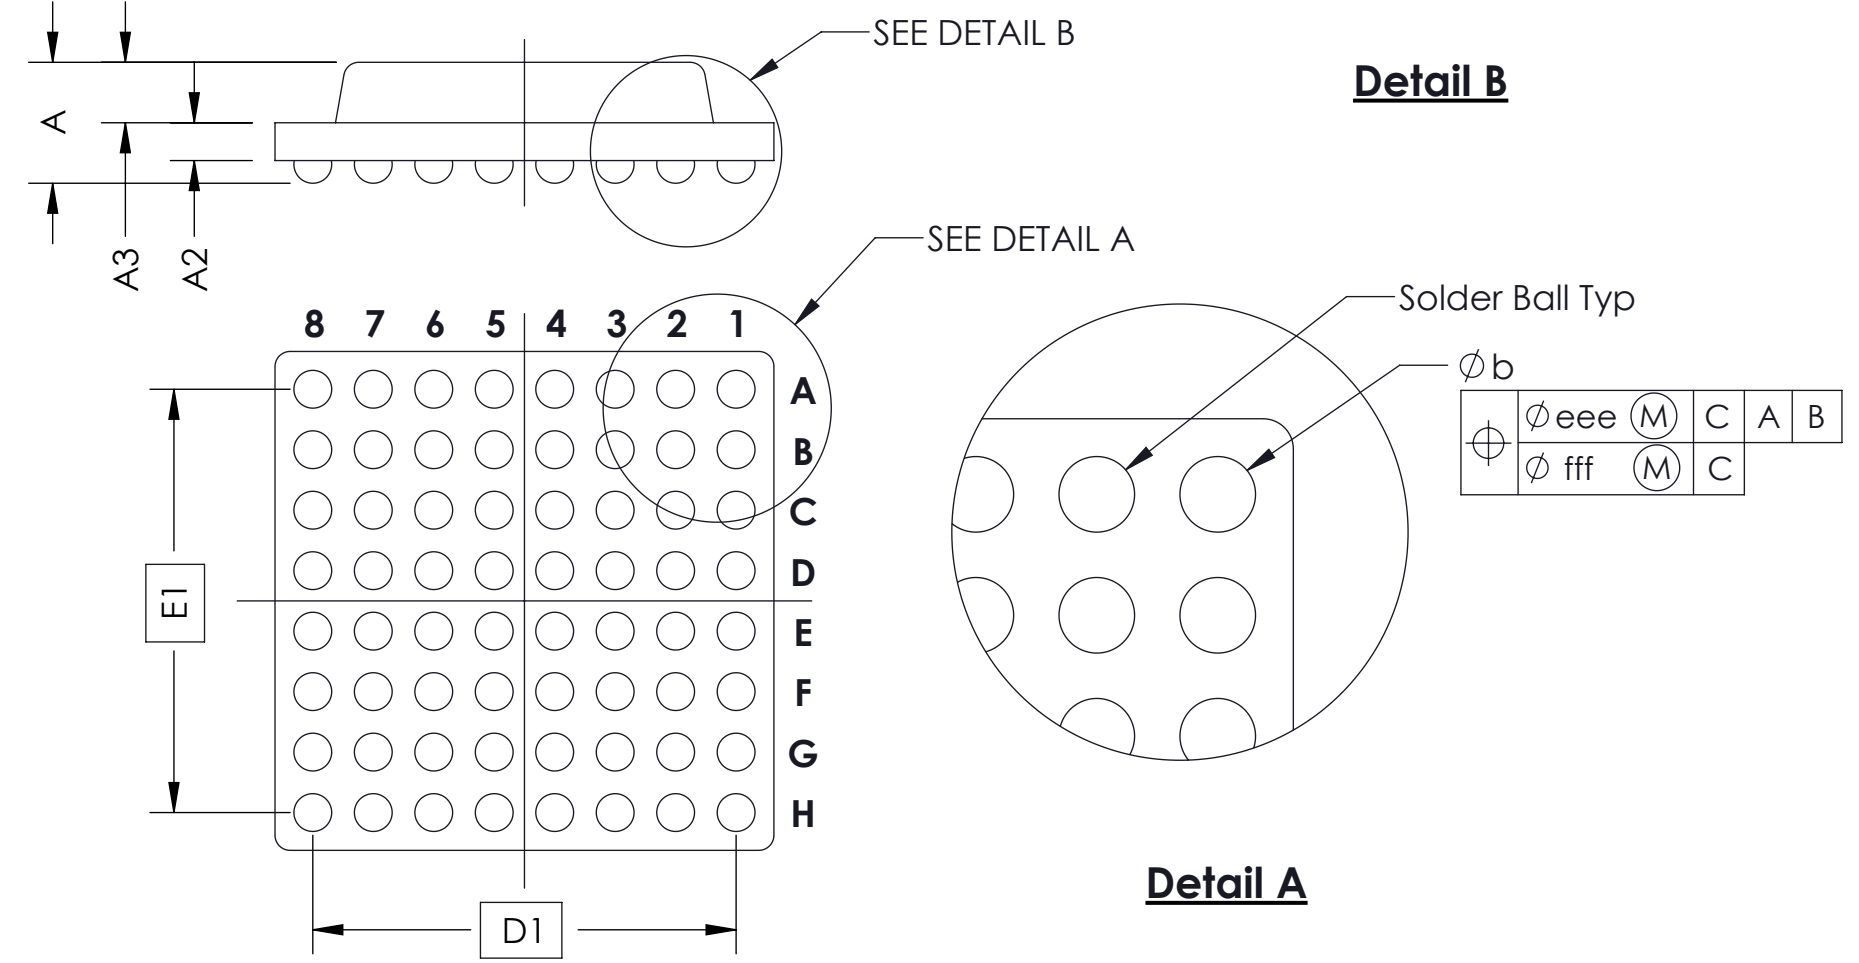 SEE DETAIL B
Detail B
A
A3
A2
SEE DETAIL A
8 7 6 5 4 3 2 1
Solder Ball Typ
∅ b
∅ eee Ⓜ C A B
∅ fff Ⓜ C
A
B
C
D
E
F
G
H
E1
D1
Detail A